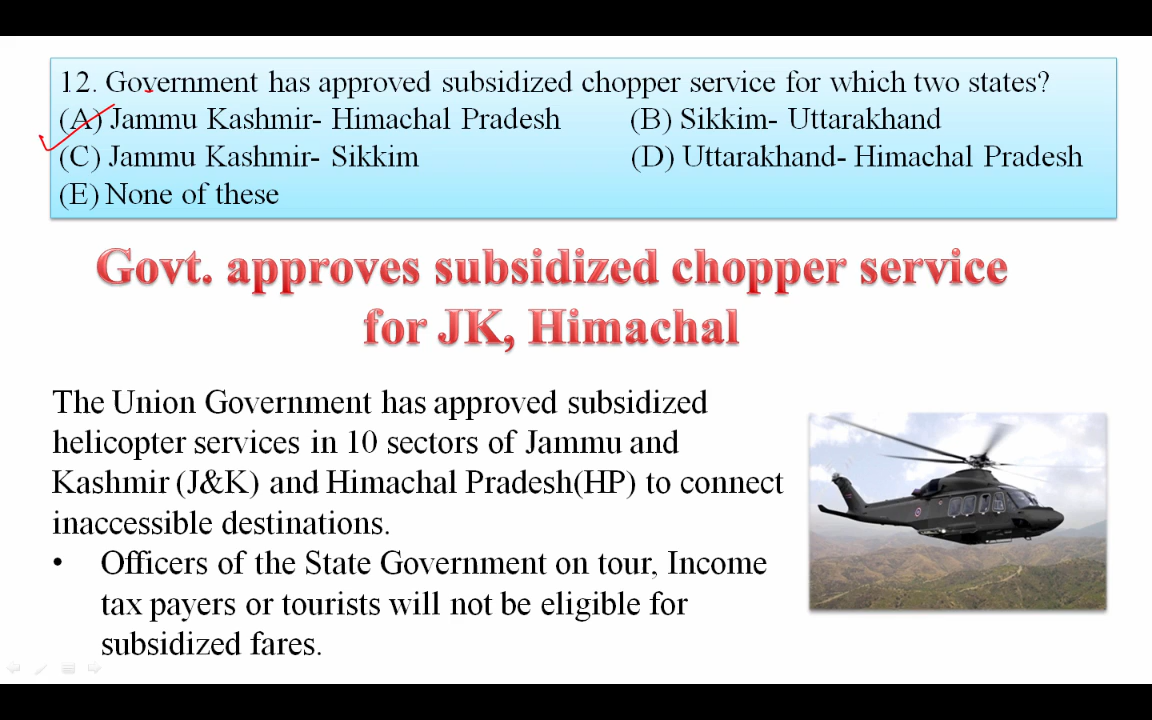 12. Government has approved subsidized chopper service for which two states?
(A) Jammu Kashmir- Himachal Pradesh (B) Sikkim- Uttarakhand
(C) Jammu Kashmir- Sikkim (D) Uttarakhand- Himachal Pradesh
(E) None of these
Govt. approves subsidized chopper service
for JK, Himachal
The Union Government has approved subsidized
helicopter services in 10 sectors of Jammu and
Kashmir (J&K) and Himachal Pradesh(HP) to connect
inaccessible destinations.
• Officers of the State Government on tour, Income
tax payers or tourists will not be eligible for
subsidized fares.